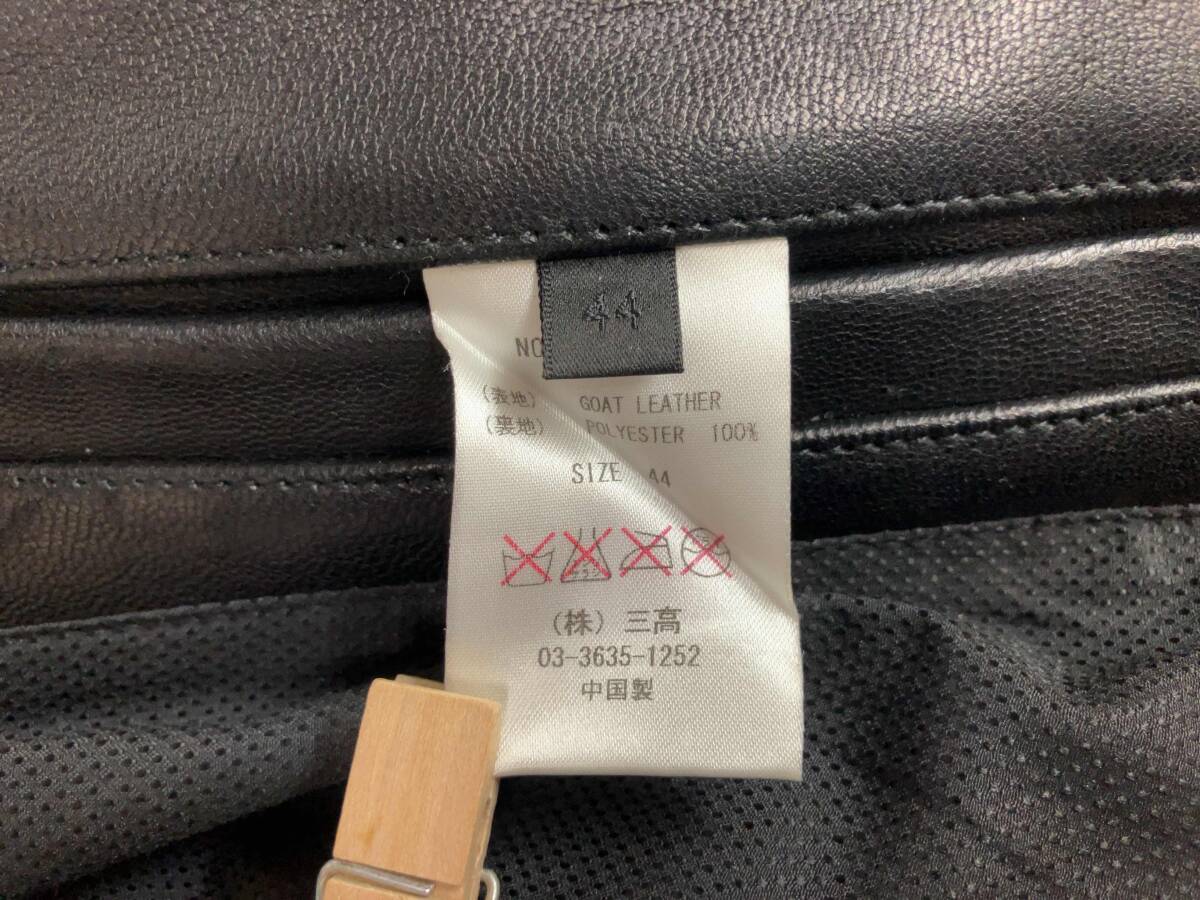 44
NO
(表地) GOAT LEATHER
(裏地) POLYESTER 100%
SIZE 44
(株) 三高
03-3635-1252
中国製